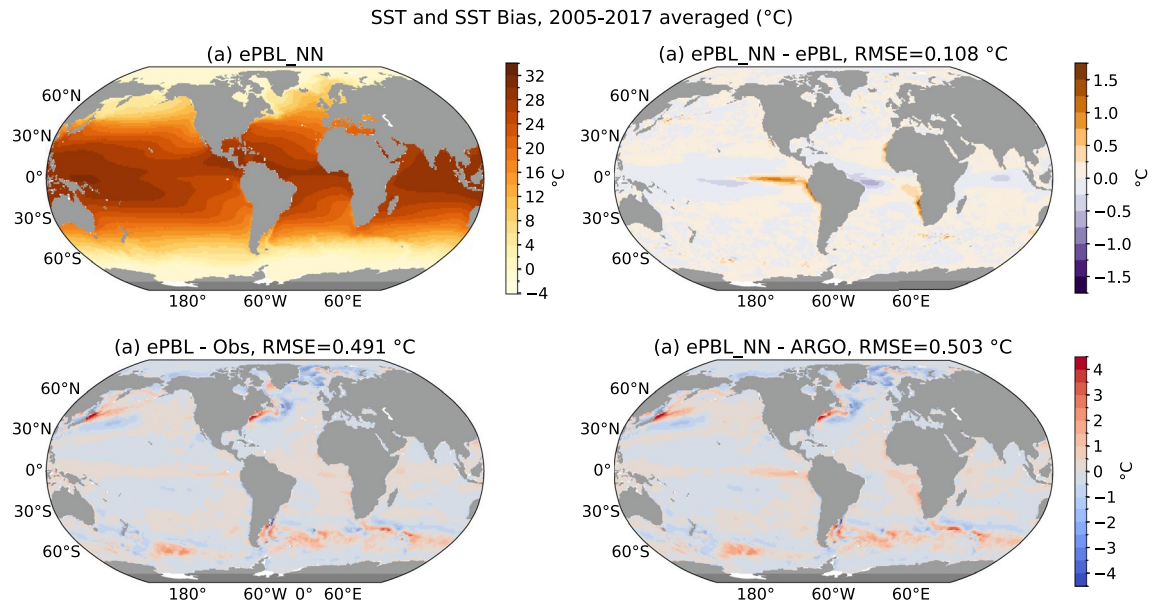 SST and SST Bias, 2005-2017 averaged (°C)
(a) ePBL_NN
60°N
30°N
0°
30°S
60°S
180° 60°W 60°E
32
28
24
20
16
12
8
4
0
−4
°C
(a) ePBL_NN - ePBL, RMSE=0.108 °C
60°N
30°N
0°
30°S
60°S
180° 60°W 60°E
1.5
1.0
0.5
0.0
−0.5
−1.0
−1.5
°C
(a) ePBL - Obs, RMSE=0.491 °C
60°N
30°N
0°
30°S
60°S
180° 60°W 0° 60°E
(a) ePBL_NN - ARGO, RMSE=0.503 °C
60°N
30°N
0°
30°S
60°S
180° 60°W 60°E
4
3
2
1
0
−1
−2
−3
−4
°C